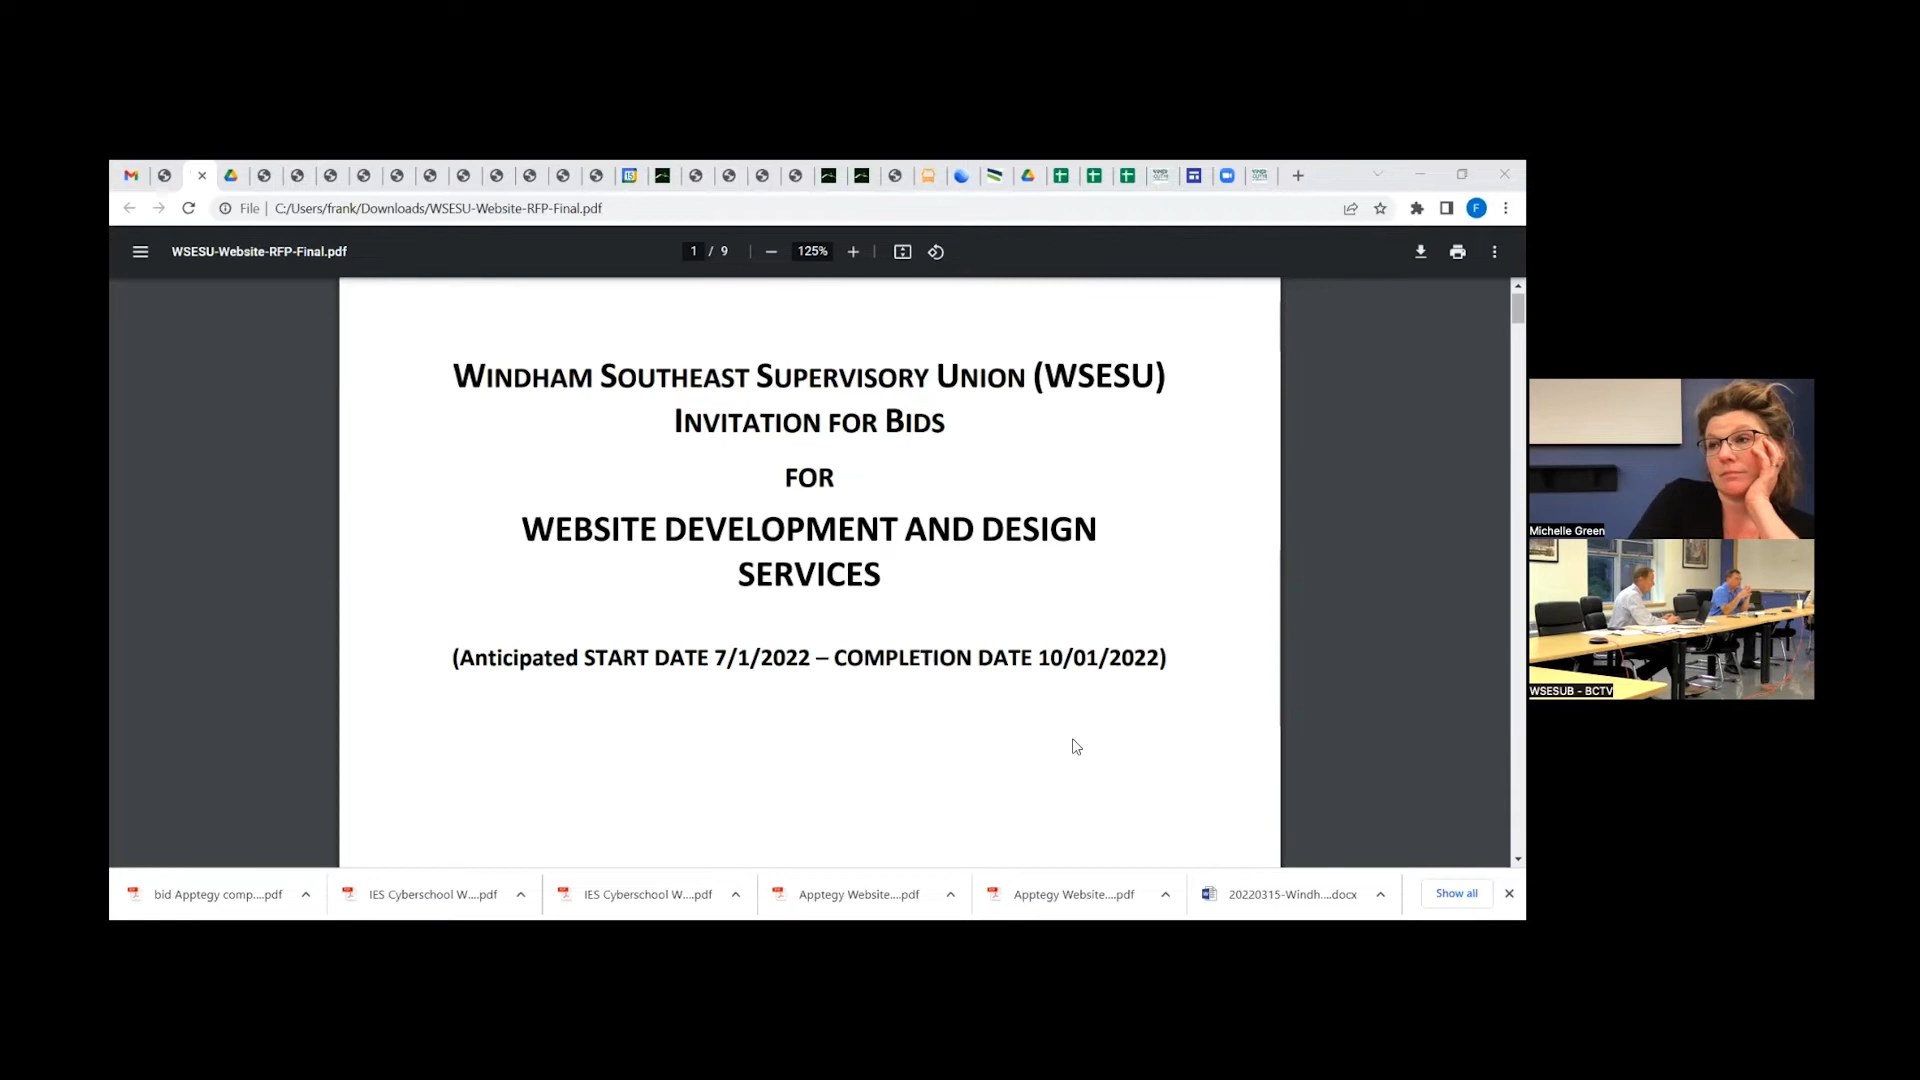 File
C:/Users/frank/Downloads/WSESU-Website-RFP-Final.pdf
F
WSESU-Website-RFP-Final.pdf
1 / 9
125%
WINDHAM SOUTHEAST SUPERVISORY UNION (WSESU)
INVITATION FOR BIDS
FOR
WEBSITE DEVELOPMENT AND DESIGN
SERVICES
(Anticipated START DATE 7/1/2022 – COMPLETION DATE 10/01/2022)
Michelle Green
WSESUB - BCTV
bid Apptegy comp....pdf
IES Cyberschool W....pdf
IES Cyberschool W....pdf
Apptegy Website....pdf
Apptegy Website....pdf
20220315-Windh....docx
Show all